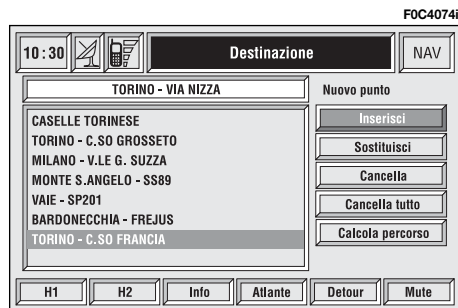 F0C4074i
10:30 Destinazione NAV
TORINO - VIA NIZZA
Nuovo punto
CASELLE TORINESE
TORINO - C.SO GROSSETO
MILANO - V.LE G. SUZZA
MONTE S.ANGELO - SS89
VAIE - SP201
BARDONECCHIA - FREJUS
TORINO - C.SO FRANCIA
Inserisci
Sostituisci
Cancella
Cancella tutto
Calcola percorso
H1 H2 Info Atlante Detour Mute